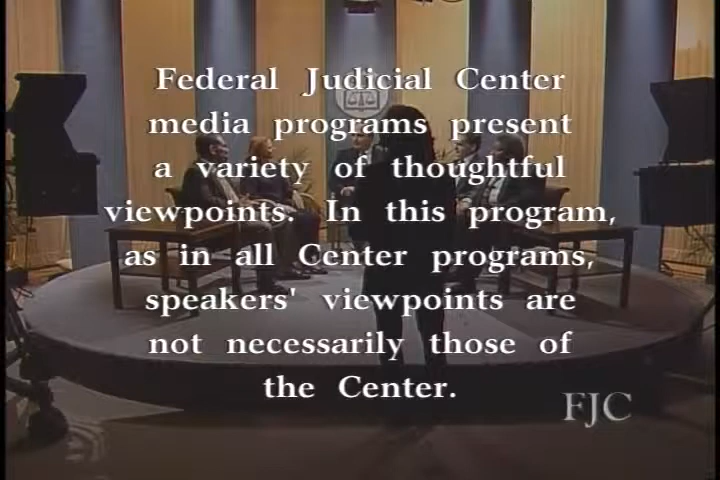 Federal Judicial Center
media programs present
a variety of thoughtful
viewpoints. In this program,
as in all Center programs,
speakers' viewpoints are
not necessarily those of
the Center.
FJC